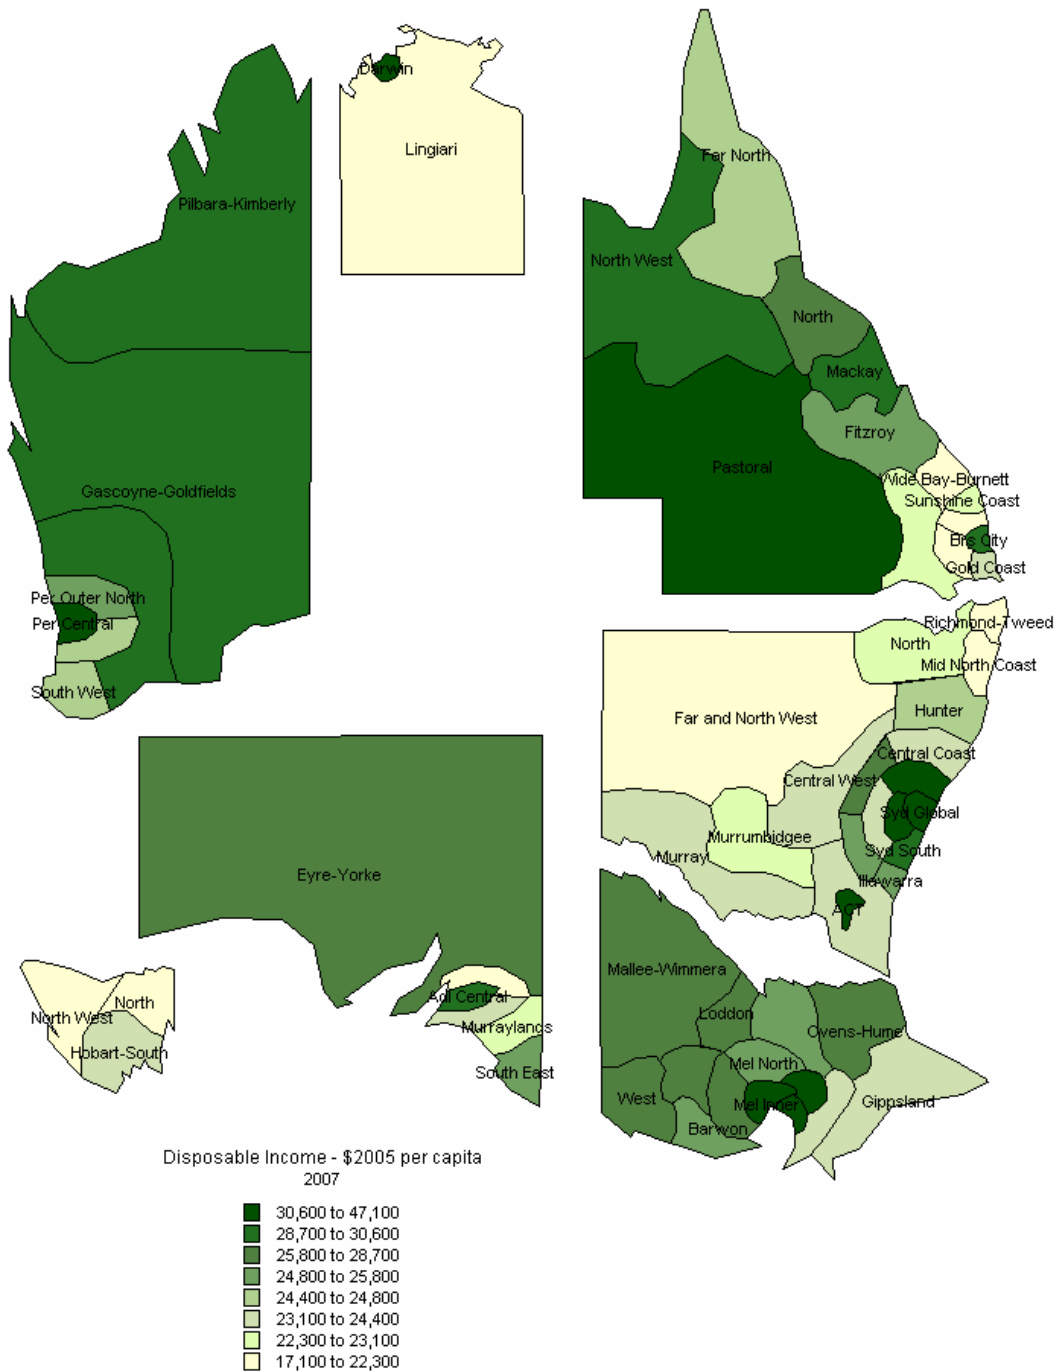 Darwin
Lingiari
Far North
Pilbara-Kimberly
North West
North
Mackay
Fitzroy
Pastoral
Wide Bay-Burnett
Gascoyne-Goldfields
Sunshine Coast
Bris City
Gold Coast
Per Outer North
Per Central
Richmond-Tweed
North
Mid North Coast
South West
Hunter
Far and North West
Central Coast
Central West
Syd Global
Murrumbidgee
Syd South
Murray
Eyre-Yorke
Illawarra
ACT
Mallee-Wimmera
Adl Central
North
Loddon
North West
Murraylands
Ovens-Hume
Hobart-South
Mel North
South East
West
Mel Inner
Gippsland
Barwon
Disposable Income - $2005 per capita
2007
30,600 to 47,100
28,700 to 30,600
25,800 to 28,700
24,800 to 25,800
24,400 to 24,800
23,100 to 24,400
22,300 to 23,100
17,100 to 22,300